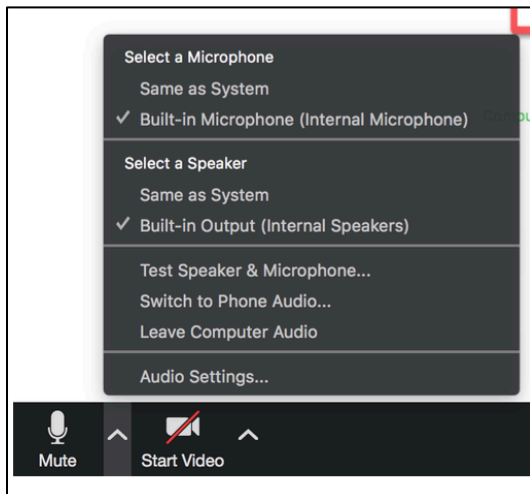 Select a Microphone
Same as System
✓ Built-in Microphone (Internal Microphone)
Select a Speaker
Same as System
✓ Built-in Output (Internal Speakers)
Test Speaker & Microphone...
Switch to Phone Audio...
Leave Computer Audio
Audio Settings...
Mute
Start Video